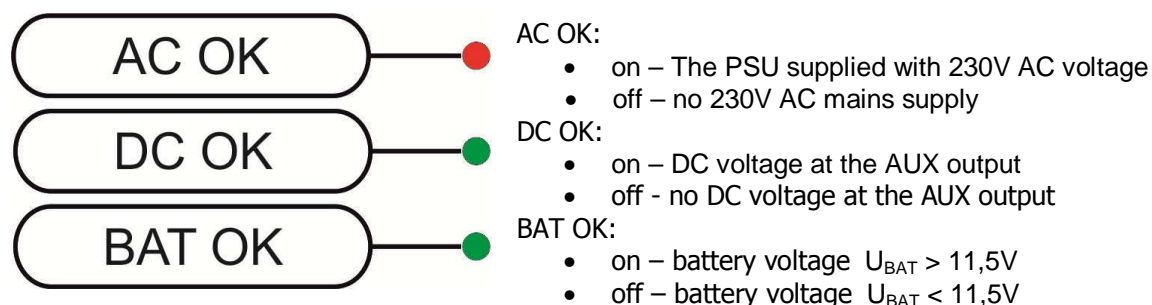 AC OK
DC OK
BAT OK
AC OK:
• on – The PSU supplied with 230V AC voltage
• off – no 230V AC mains supply
DC OK:
• on – DC voltage at the AUX output
• off - no DC voltage at the AUX output
BAT OK:
• on – battery voltage U_BAT > 11,5V
• off – battery voltage U_BAT < 11,5V